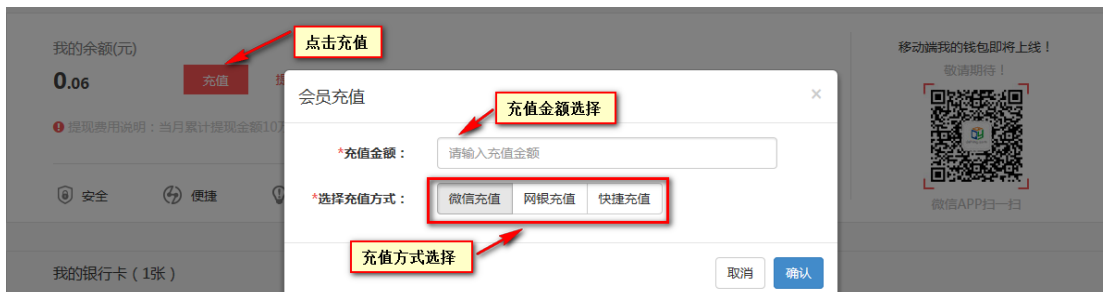 我的余额(元)
0.06
充值
点击充值
提现费用说明：当月累计提现金额10万
安全
便捷
会员充值
×
充值金额选择
*充值金额：
请输入充值金额
*选择充值方式：
微信充值
网银充值
快捷充值
充值方式选择
取消
确认
移动端我的钱包即将上线！
敬请期待！
微信APP扫一扫
我的银行卡（1张）